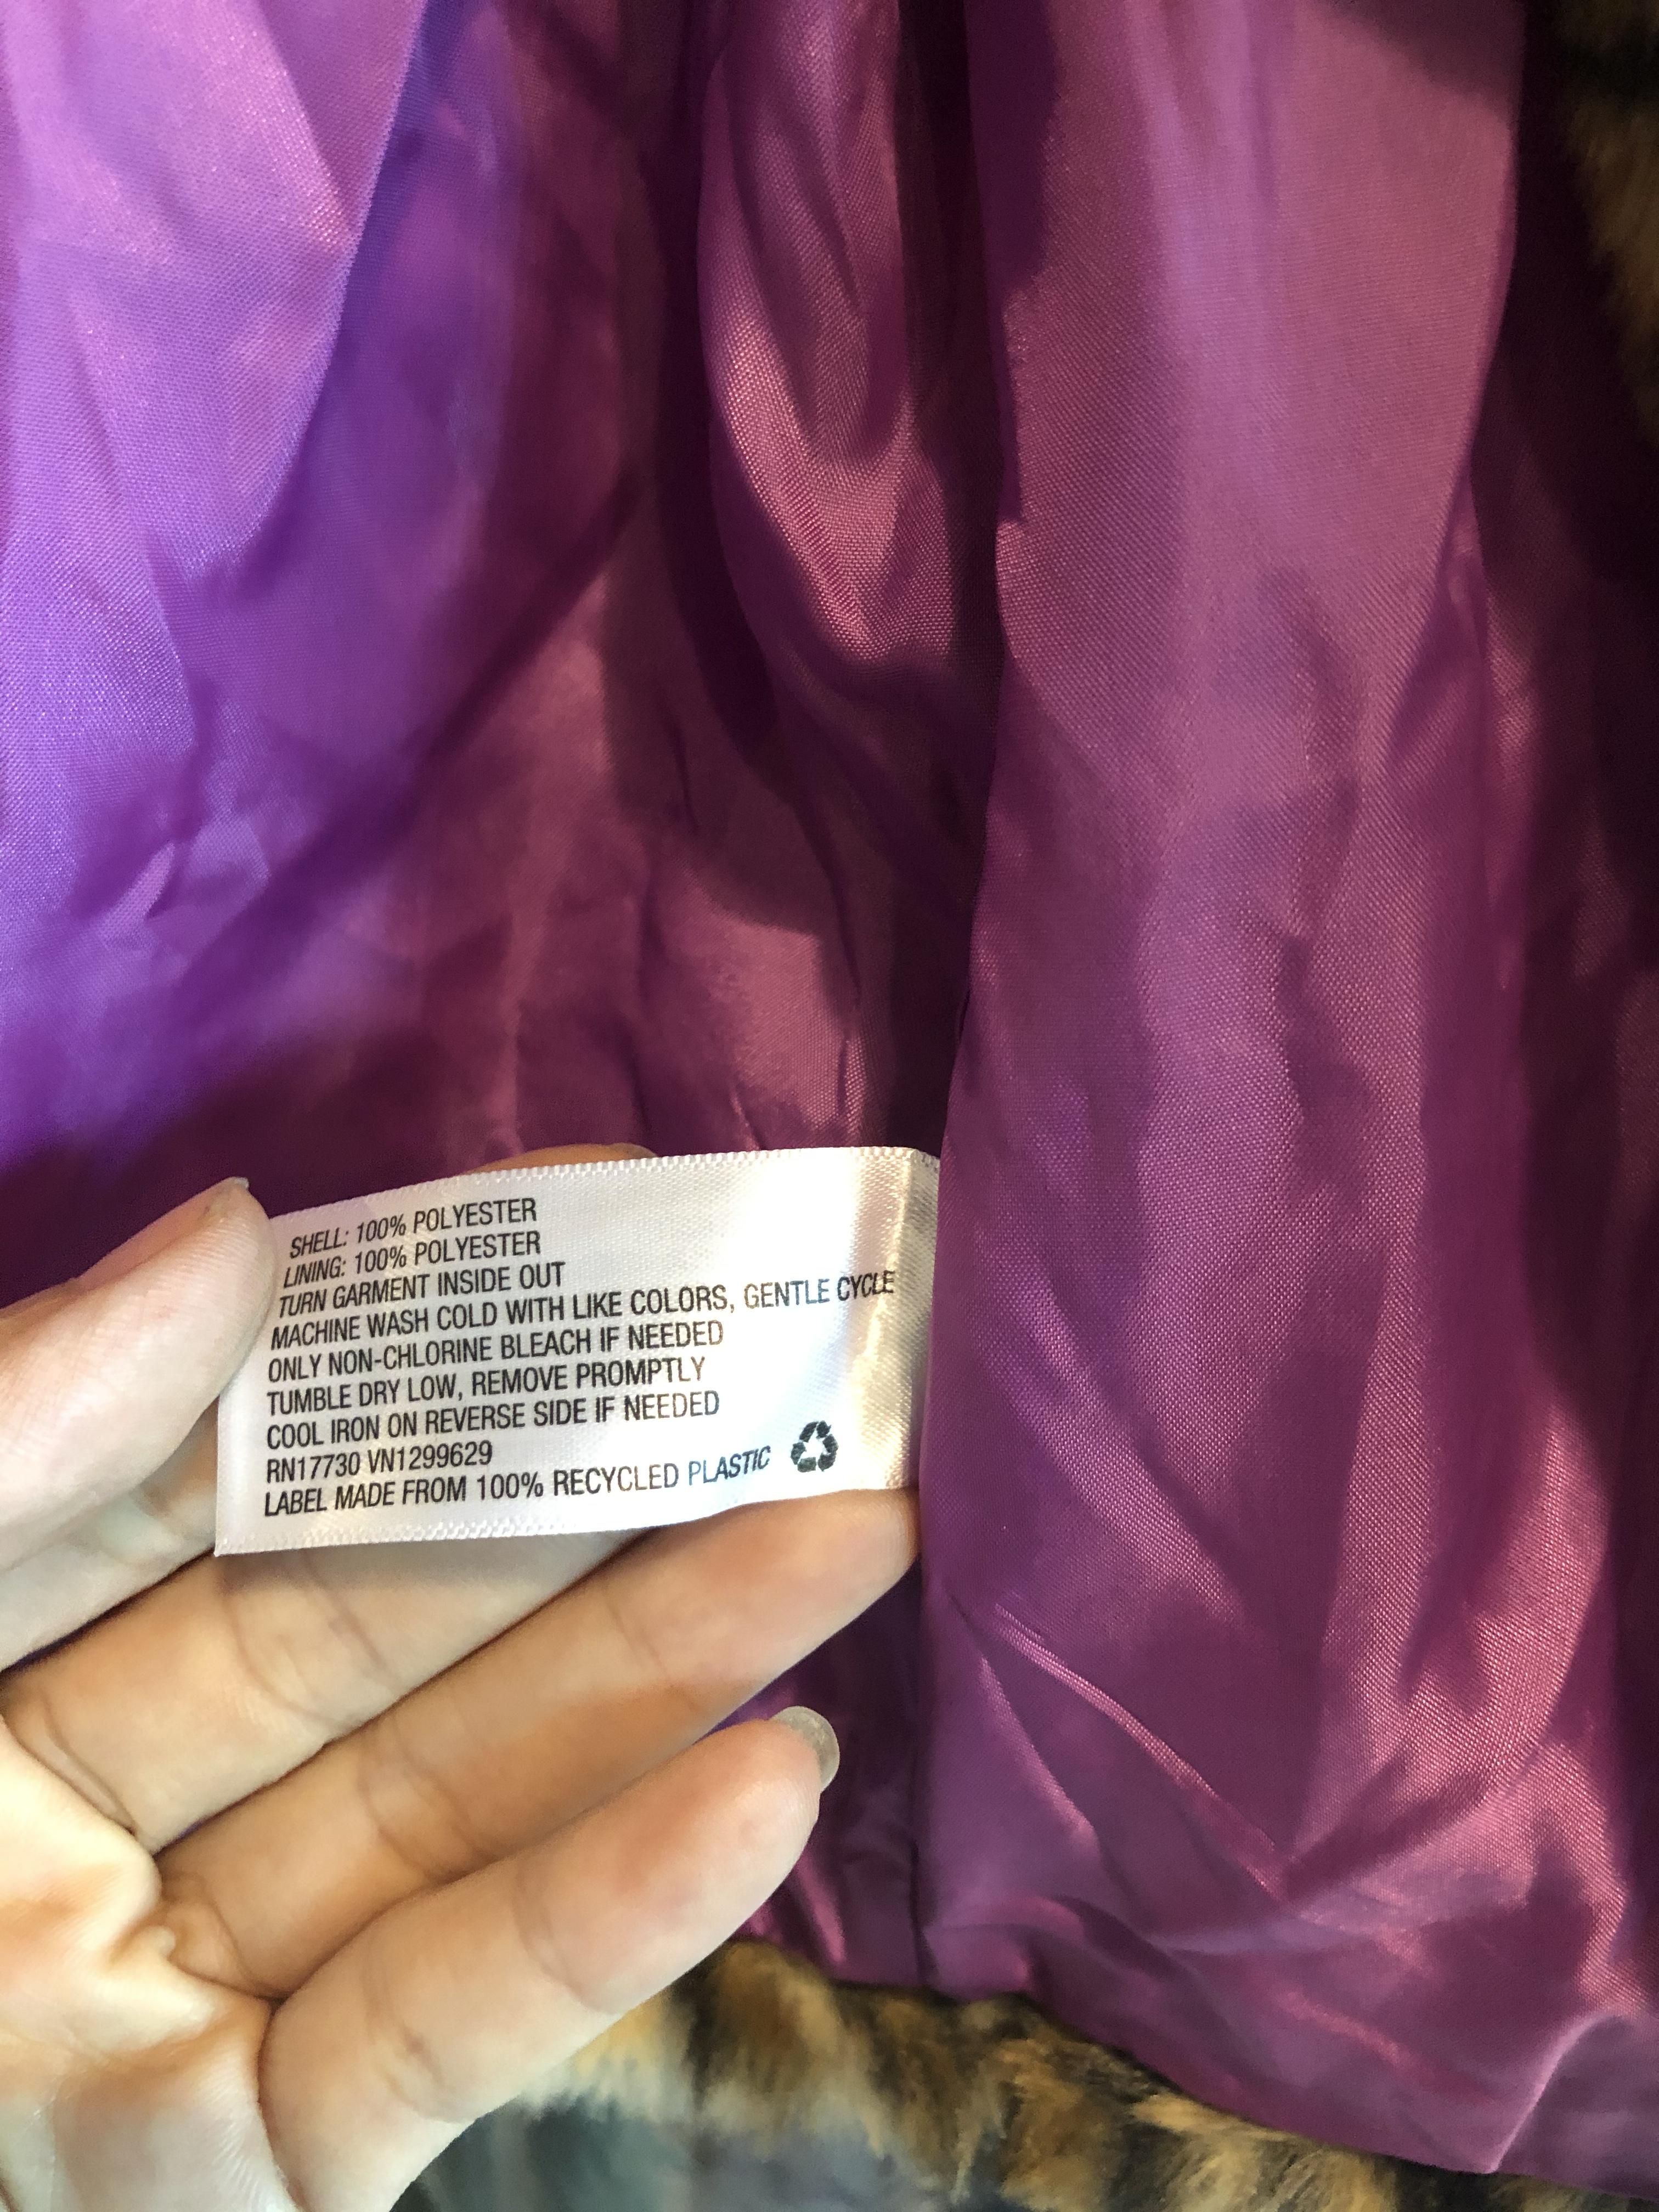 SHELL: 100% POLYESTER
LINING: 100% POLYESTER
TURN GARMENT INSIDE OUT
MACHINE WASH COLD WITH LIKE COLORS, GENTLE CYCLE
ONLY NON-CHLORINE BLEACH IF NEEDED
TUMBLE DRY LOW, REMOVE PROMPTLY
COOL IRON ON REVERSE SIDE IF NEEDED
RN17730 VN1299629
LABEL MADE FROM 100% RECYCLED PLASTIC